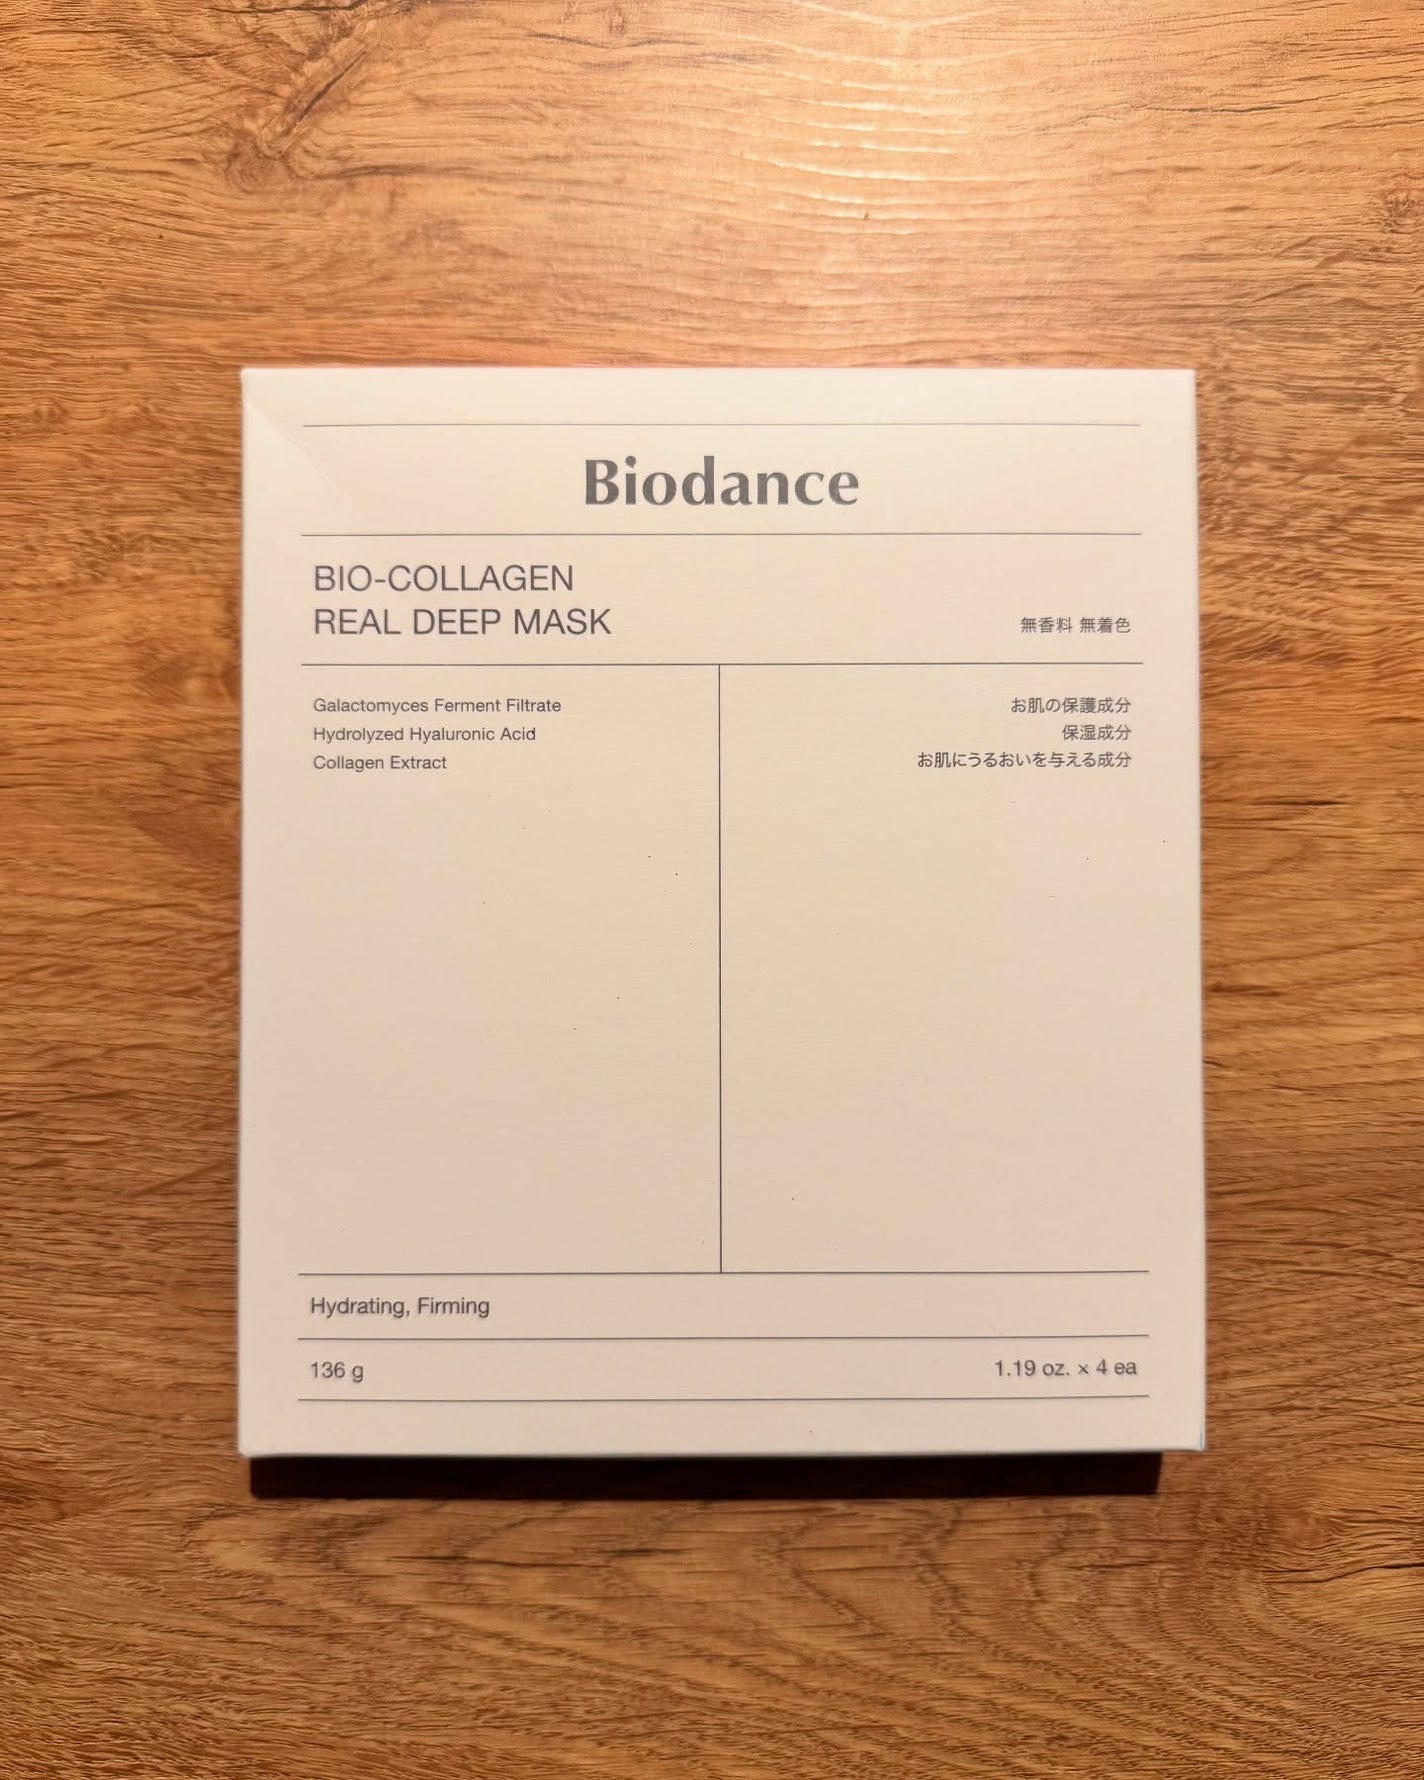 Biodance
BIO-COLLAGEN
REAL DEEP MASK
無香料 無着色
Galactomyces Ferment Filtrate
Hydrolyzed Hyaluronic Acid
Collagen Extract
お肌の保護成分
保湿成分
お肌にうるおいを与える成分
Hydrating, Firming
136 g
1.19 oz. × 4 ea